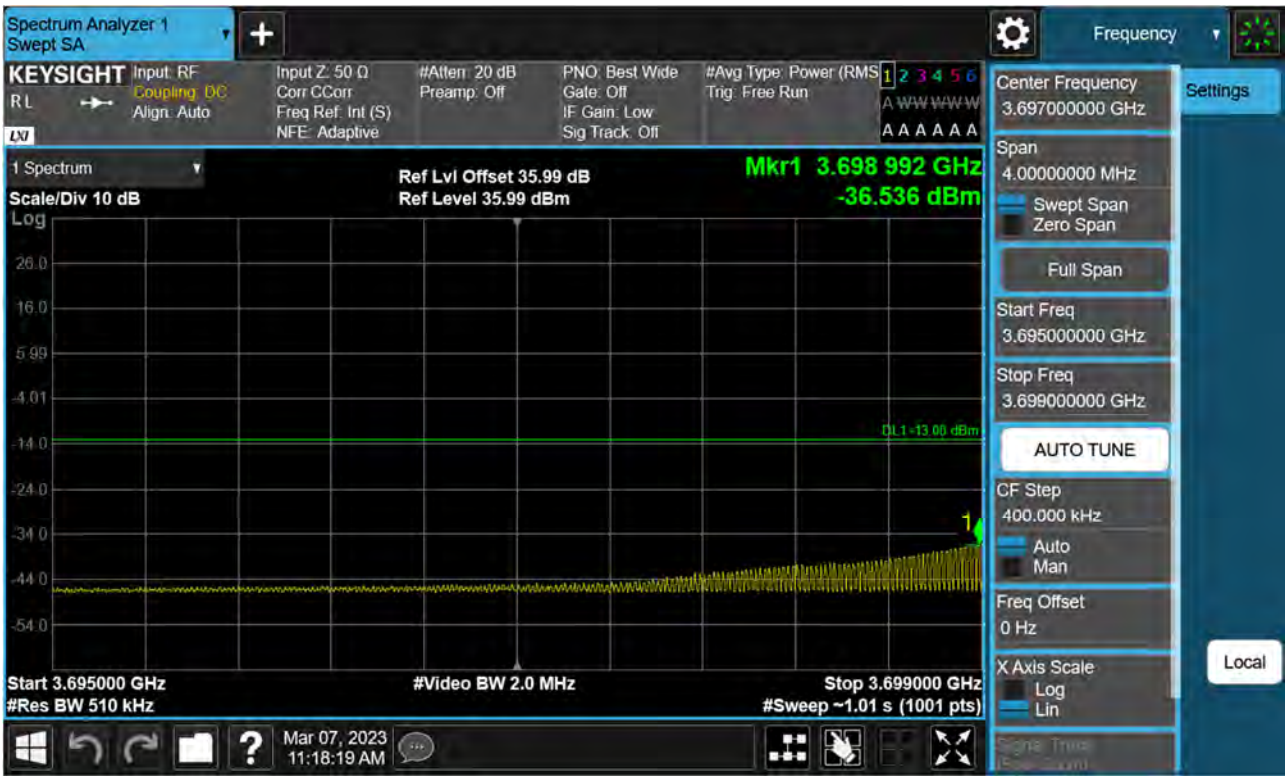 Spectrum Analyzer 1
Swept SA
Frequency
KEYSIGHT
RL
LXI
Input: RF
Coupling: DC
Align: Auto
Input Z: 50 Ω
Corr CCorr
Freq Ref: Int (S)
NFE: Adaptive
#Atten: 20 dB
Preamp: Off
PNO: Best Wide
Gate: Off
IF Gain: Low
Sig Track: Off
#Avg Type: Power (RMS
Trig: Free Run
1 2 3 4 5 6
A W W W W W
A A A A A A
1 Spectrum
Scale/Div 10 dB
Log
Ref Lvl Offset 35.99 dB
Ref Level 35.99 dBm
Mkr1 3.698 992 GHz
-36.536 dBm
26.0
16.0
5.99
-4.01
-14.0
-24.0
-34.0
-44.0
-54.0
DL1 -13.00 dBm
1
Start 3.695000 GHz
#Res BW 510 kHz
#Video BW 2.0 MHz
Stop 3.699000 GHz
#Sweep ~1.01 s (1001 pts)
Center Frequency
3.697000000 GHz
Span
4.00000000 MHz
Swept Span
Zero Span
Full Span
Start Freq
3.695000000 GHz
Stop Freq
3.699000000 GHz
AUTO TUNE
CF Step
400.000 kHz
Auto
Man
Freq Offset
0 Hz
X Axis Scale
Log
Lin
Settings
Local
?
Mar 07, 2023
11:18:19 AM